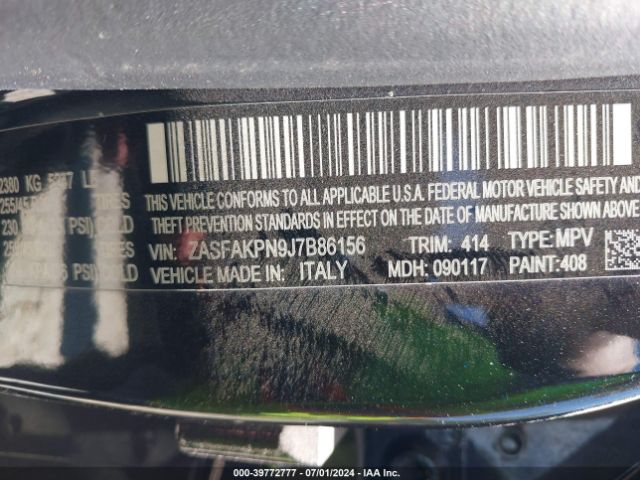 2380 KG
THIS VEHICLE CONFORMS TO ALL APPLICABLE U.S.A. FEDERAL MOTOR VEHICLE SAFETY AND
THEFT PREVENTION STANDARDS IN EFFECT ON THE DATE OF MANUFACTURE SHOWN ABOVE.
VIN: ZASFAKPN9J7B86156 TRIM: 414 TYPE: MPV
VEHICLE MADE IN: ITALY MDH: 090117 PAINT:408
000-39772777 - 07/01/2024 - IAA Inc.